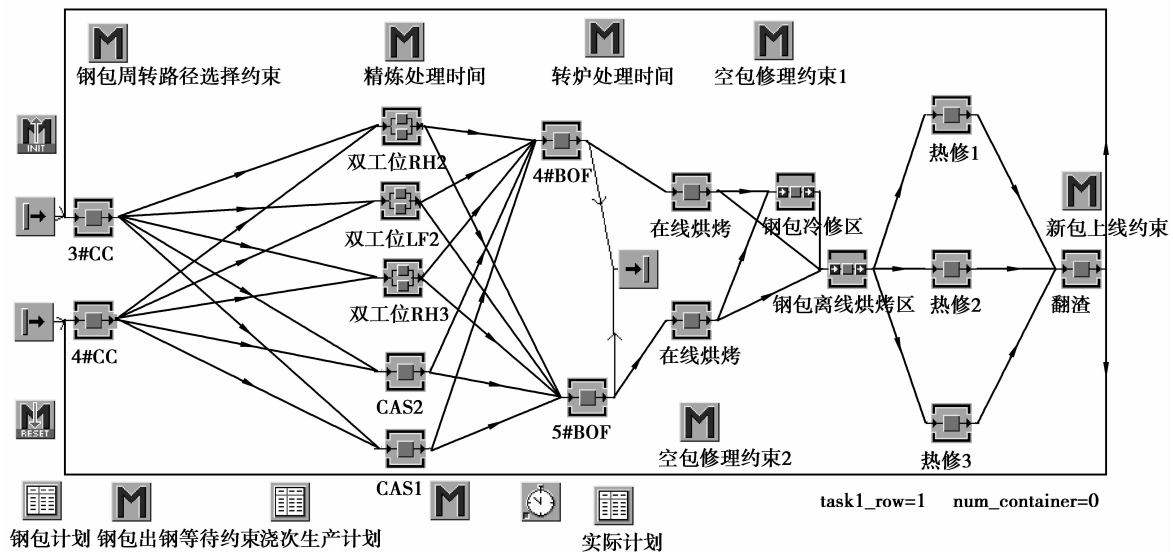 钢包周转路径选择约束
精炼处理时间
转炉处理时间
空包修理约束1
INIT
双工位RH2
4#BOF
热修1
3#CC
双工位LF2
在线烘烤
钢包冷修区
新包上线约束
双工位RH3
钢包离线烘烤区
热修2
翻渣
4#CC
在线烘烤
CAS2
5#BOF
RESET
空包修理约束2
热修3
CAS1
task1_row=1
num_container=0
钢包计划
钢包出钢等待约束
浇次生产计划
实际计划